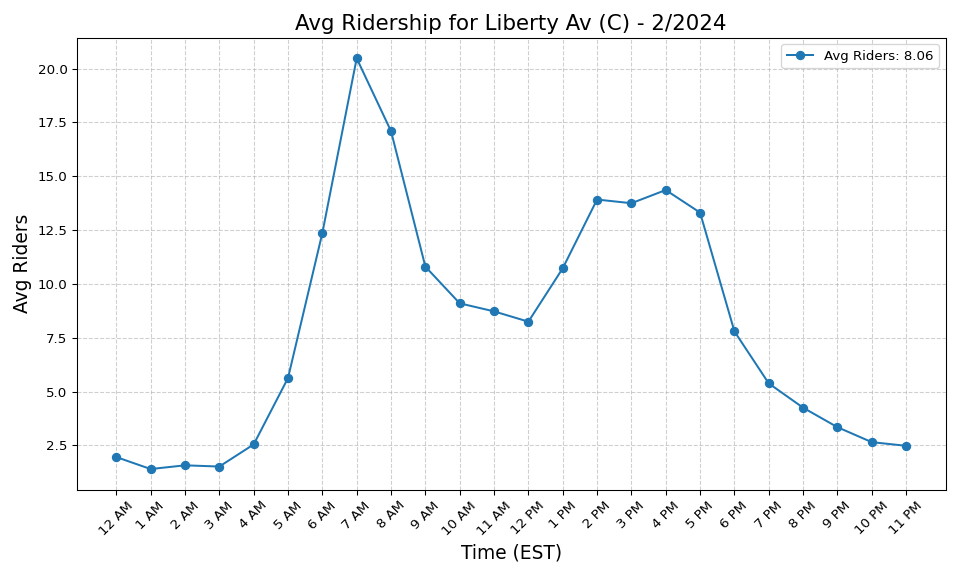 Avg Ridership for Liberty Av (C) - 2/2024
Avg Riders: 8.06
Avg Riders
20.0
17.5
15.0
12.5
10.0
7.5
5.0
2.5
12 AM
1 AM
2 AM
3 AM
4 AM
5 AM
6 AM
7 AM
8 AM
9 AM
10 AM
11 AM
12 PM
1 PM
2 PM
3 PM
4 PM
5 PM
6 PM
7 PM
8 PM
9 PM
10 PM
11 PM
Time (EST)